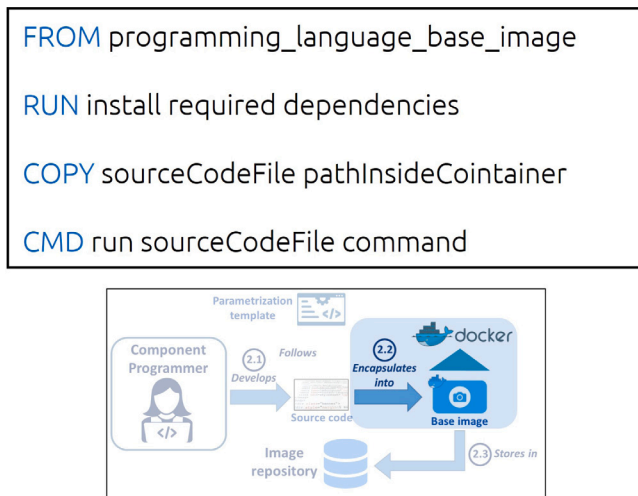 FROM programming_language_base_image
RUN install required dependencies
COPY sourceCodeFile pathInsideCointainer
CMD run sourceCodeFile command
Parametrization
template
</>
Component
Programmer
</>
2.1
Follows
Develops
Source code
2.2
Encapsulates
into
docker
Base image
Image
repository
2.3 Stores in